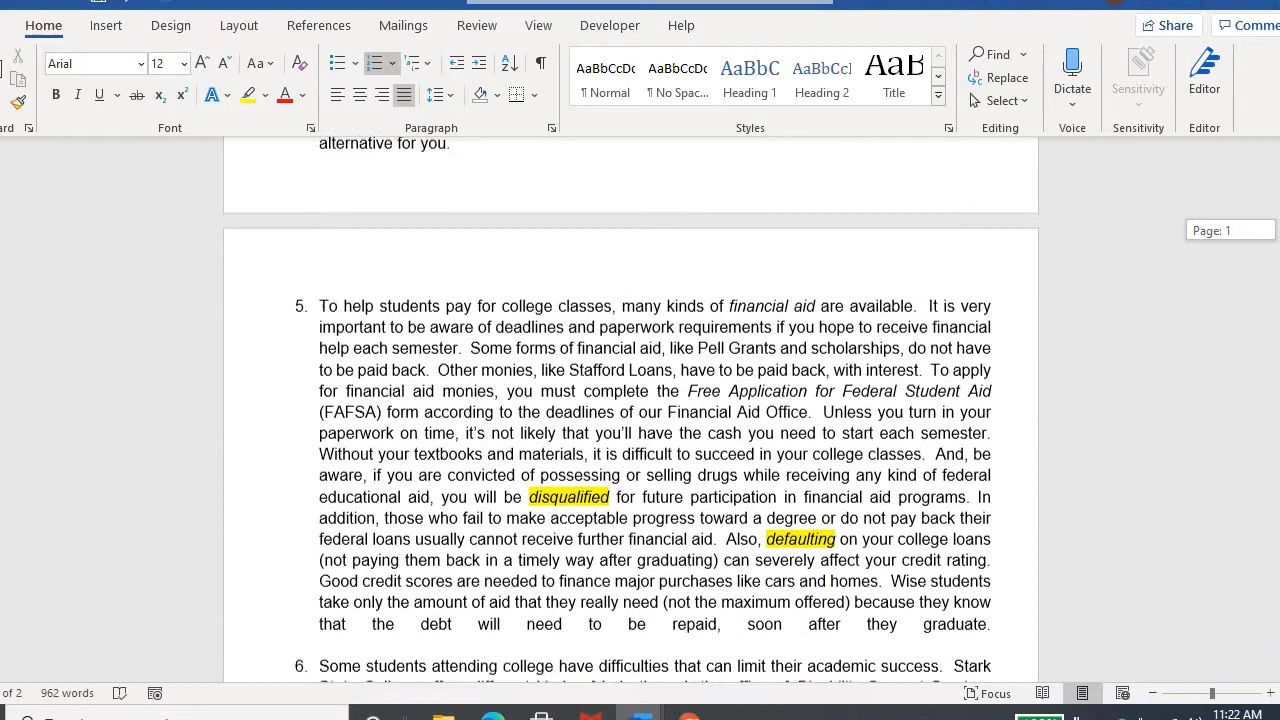 Home Insert Design Layout References Mailings Review View Developer Help Share Comme
Arial 12 Aa AaBbCcDc AaBbCcDc AaBbC AaBbCcI AaB Find
¶ Normal ¶ No Spac... Heading 1 Heading 2 Title Replace
B I U ab x₂ x² A A Select Dictate Sensitivity Editor
ard Font Paragraph Styles Editing Voice Sensitivity Editor
alternative for you.
Page: 1
5. To help students pay for college classes, many kinds of financial aid are available. It is very
important to be aware of deadlines and paperwork requirements if you hope to receive financial
help each semester. Some forms of financial aid, like Pell Grants and scholarships, do not have
to be paid back. Other monies, like Stafford Loans, have to be paid back, with interest. To apply
for financial aid monies, you must complete the Free Application for Federal Student Aid
(FAFSA) form according to the deadlines of our Financial Aid Office. Unless you turn in your
paperwork on time, it’s not likely that you’ll have the cash you need to start each semester.
Without your textbooks and materials, it is difficult to succeed in your college classes. And, be
aware, if you are convicted of possessing or selling drugs while receiving any kind of federal
educational aid, you will be disqualified for future participation in financial aid programs. In
addition, those who fail to make acceptable progress toward a degree or do not pay back their
federal loans usually cannot receive further financial aid. Also, defaulting on your college loans
(not paying them back in a timely way after graduating) can severely affect your credit rating.
Good credit scores are needed to finance major purchases like cars and homes. Wise students
take only the amount of aid that they really need (not the maximum offered) because they know
that the debt will need to be repaid, soon after they graduate.
6. Some students attending college have difficulties that can limit their academic success. Stark
of 2 962 words Focus
11:22 AM